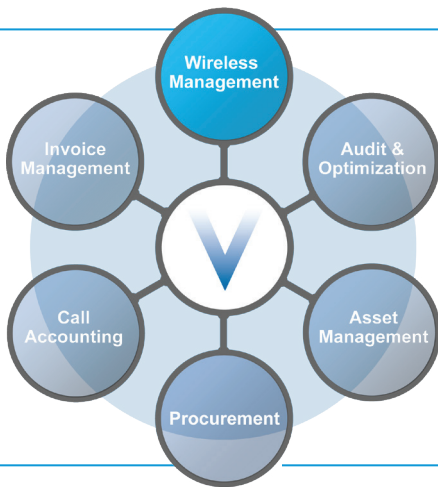 Wireless
Management
Invoice
Management
Audit &
Optimization
V
Call
Accounting
Asset
Management
Procurement